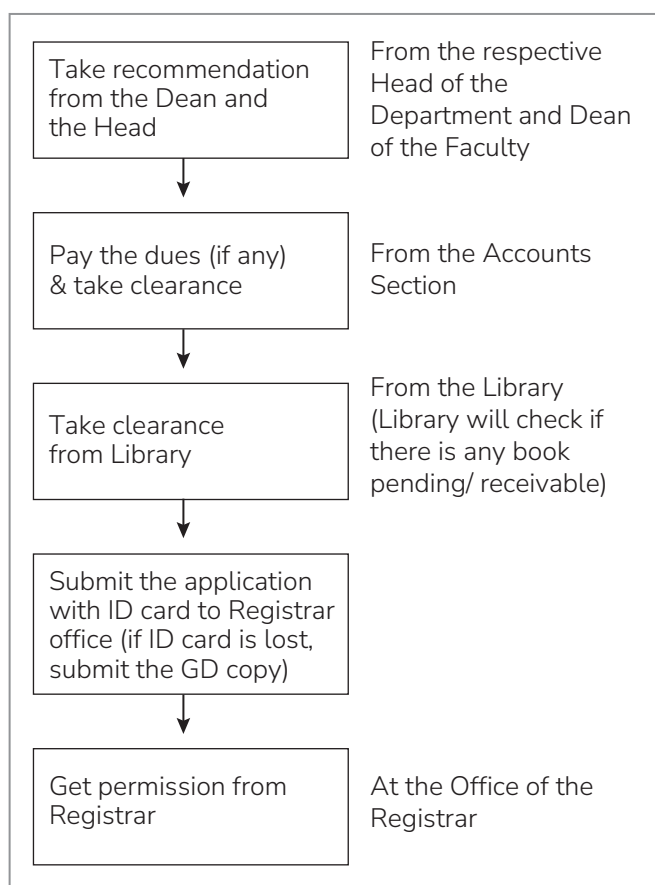 Take recommendation
from the Dean and
the Head
From the respective
Head of the
Department and Dean
of the Faculty
Pay the dues (if any)
& take clearance
From the Accounts
Section
Take clearance
from Library
From the Library
(Library will check if
there is any book
pending/ receivable)
Submit the application
with ID card to Registrar
office (if ID card is lost,
submit the GD copy)
Get permission from
Registrar
At the Office of the
Registrar